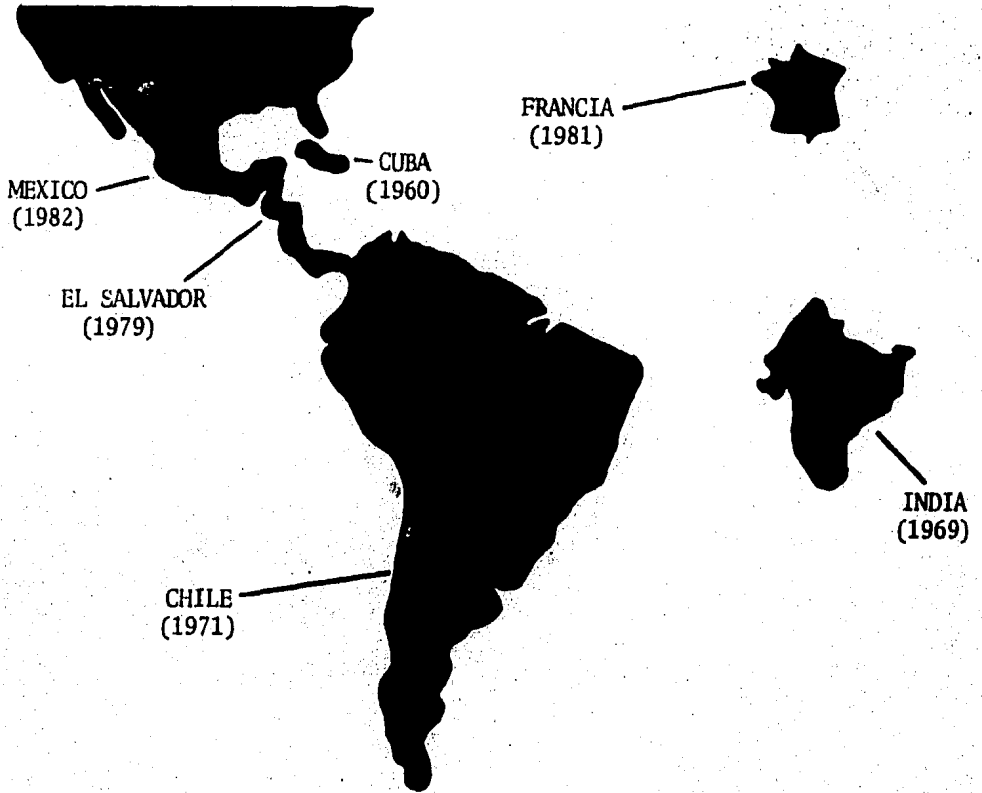 FRANCIA
(1981)
CUBA
(1960)
MEXICO
(1982)
EL SALVADOR
(1979)
INDIA
(1969)
CHILE
(1971)